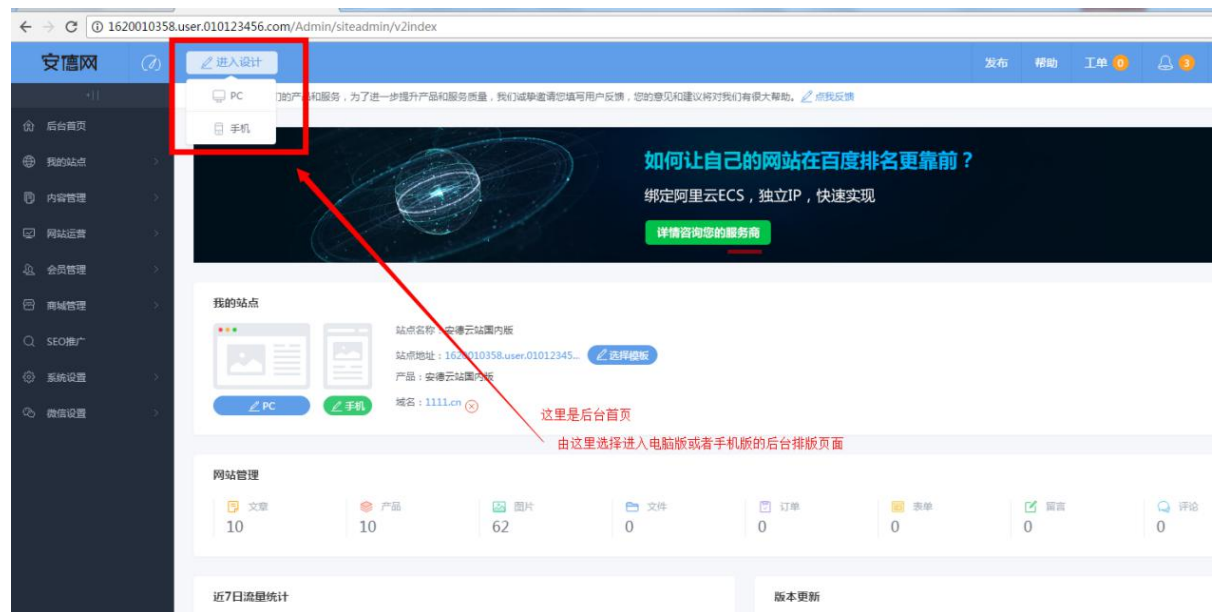 1620010358.user.010123456.com/Admin/siteadmin/v2index
安信网
进入设计
发布 帮助 工单 0 3
PC
手机
们的产品和服务，为了进一步提升产品和服务质量，我们诚挚邀请您填写用户反馈，您的意见和建议将对我们有很大帮助。 点我反馈
后台首页
我的站点
内容管理
网站运营
会员管理
商城管理
SEO推广
系统设置
微信设置
如何让自己的网站在百度排名更靠前？
绑定阿里云ECS，独立IP，快速实现
详情咨询您的服务商
我的站点
站点名称：安德云站国内版
站点地址：1620010358.user.01012345... 选择模板
产品：安德云站国内版
域名：1111.cn
PC 手机
这里是后台首页
由这里选择进入电脑版或者手机版的后台排版页面
网站管理
文章 产品 图片 文件 订单 表单 留言 评论
10 10 62 0 0 0 0 0
近7日流量统计 版本更新